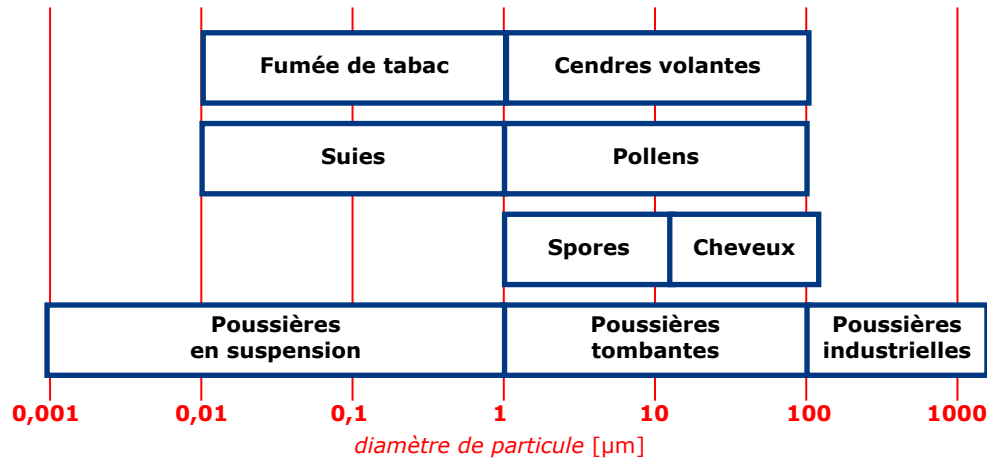 Fumée de tabac
Cendres volantes
Suies
Pollens
Spores
Cheveux
Poussières
en suspension
Poussières
tombantes
Poussières
industrielles
0,001
0,01
0,1
1
10
100
1000
diamètre de particule [µm]